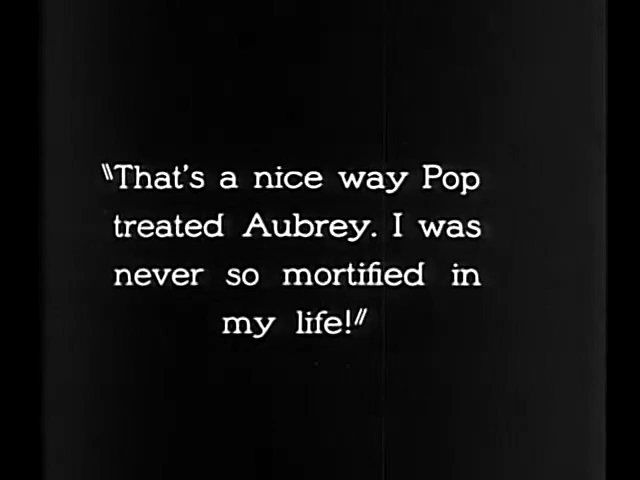 "That's a nice way Pop
treated Aubrey. I was
never so mortified in
my life!"